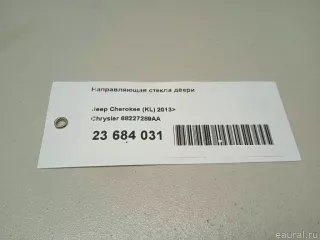 Направляющая стекла двери
Jeep Cherokee (KL) 2013>
Chrysler 68227289AA
23 684 031
eaural.ru